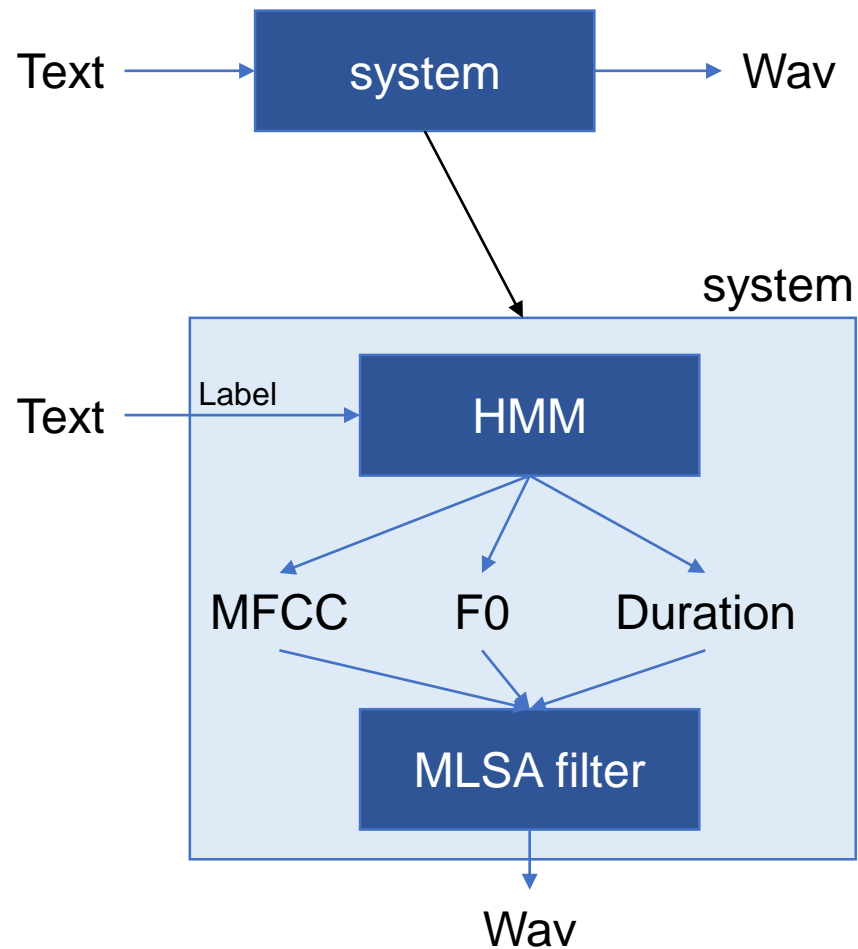 Text
system
Wav
system
Label
Text
HMM
MFCC
F0
Duration
MLSA filter
Wav